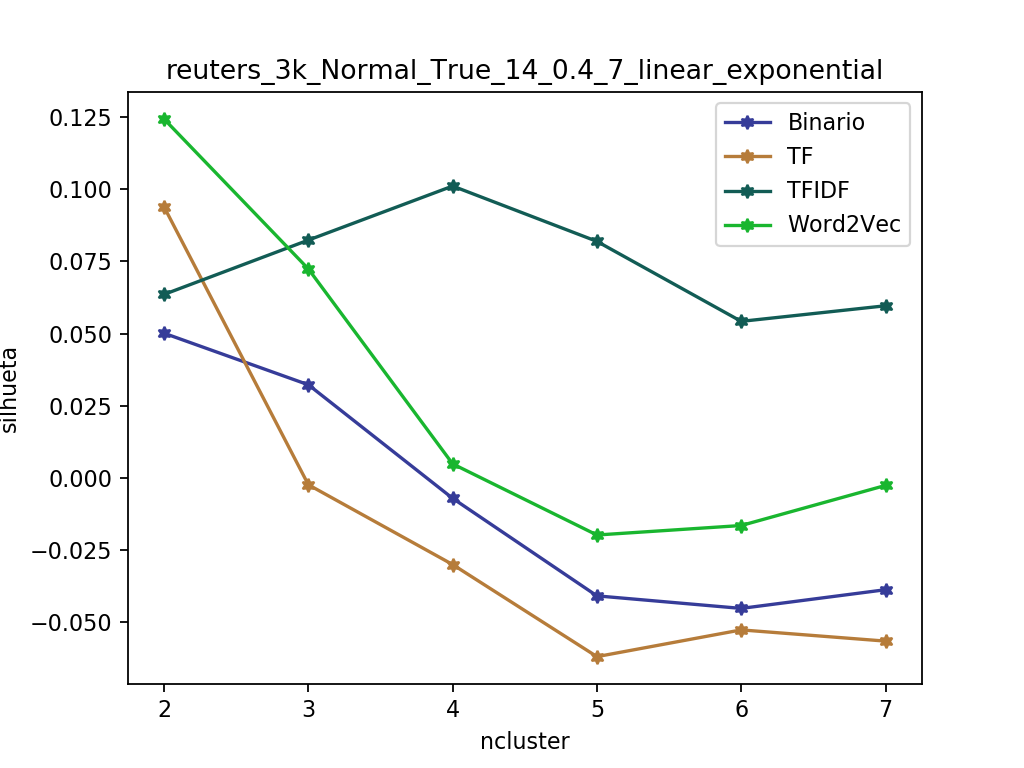 reuters_3k_Normal_True_14_0.4_7_linear_exponential
Binario
TF
TFIDF
Word2Vec
0.125
0.100
0.075
0.050
0.025
0.000
−0.025
−0.050
silhueta
2 3 4 5 6 7
ncluster